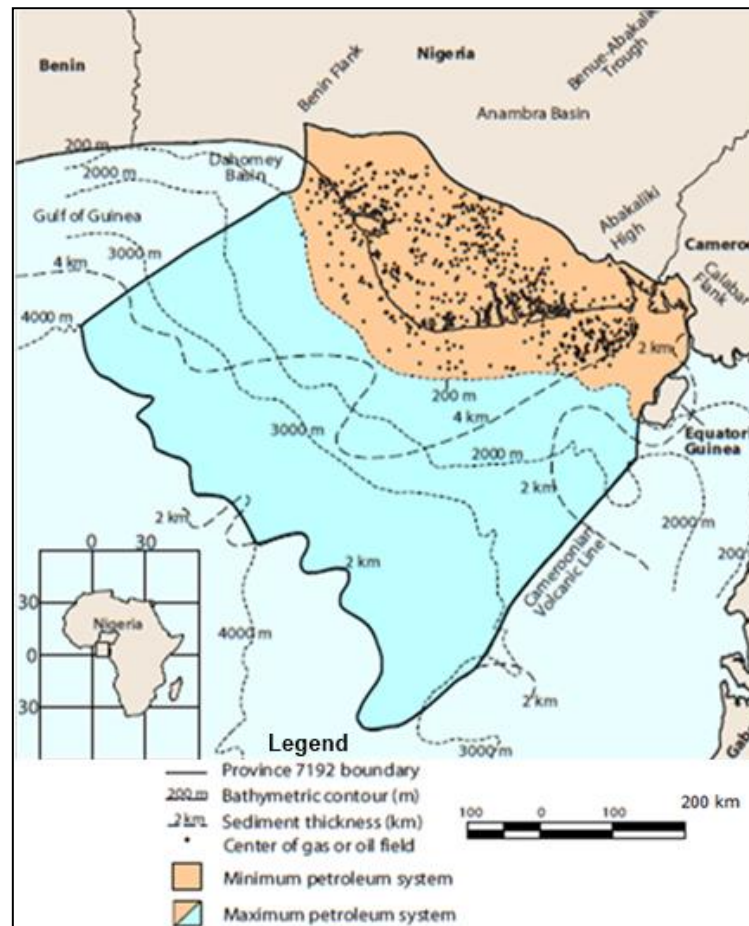 Benin
Nigeria
Benue-Abakaliki
Trough
Benin Flank
Anambra Basin
200 m
2000 m
Dahomey
Basin
Gulf of Guinea
3000 m
4 km
4000 m
Abakaliki
High
Cameroo
Calabar
Flank
2 km
200 m
4 km
3000 m
2000 m
Equatori
Guinea
2 km
2 km
2000 m
200
2 km
Cameroonian
Volcanic Line
4000 m
2 km
3000 m
Gab
0 30
30
Nigeria
0
30
Legend
Province 7192 boundary
200 m Bathymetric contour (m)
2 km Sediment thickness (km)
Center of gas or oil field
Minimum petroleum system
Maximum petroleum system
100 0 100 200 km